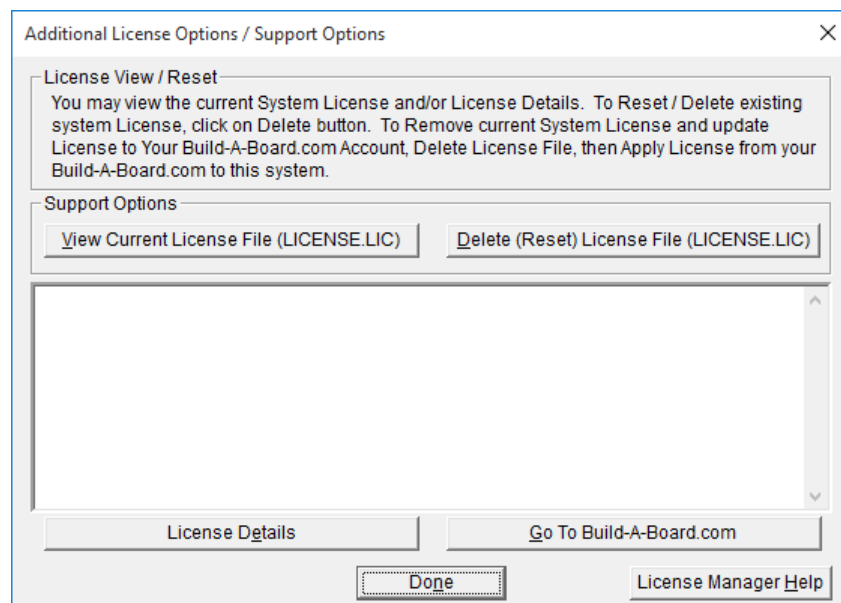 Additional License Options / Support Options
License View / Reset
You may view the current System License and/or License Details.  To Reset / Delete existing
system License, click on Delete button.  To Remove current System License and update
License to Your Build-A-Board.com Account, Delete License File, then Apply License from your
Build-A-Board.com to this system.
Support Options
View Current License File (LICENSE.LIC)
Delete (Reset) License File (LICENSE.LIC)
License Details
Go To Build-A-Board.com
Done
License Manager Help